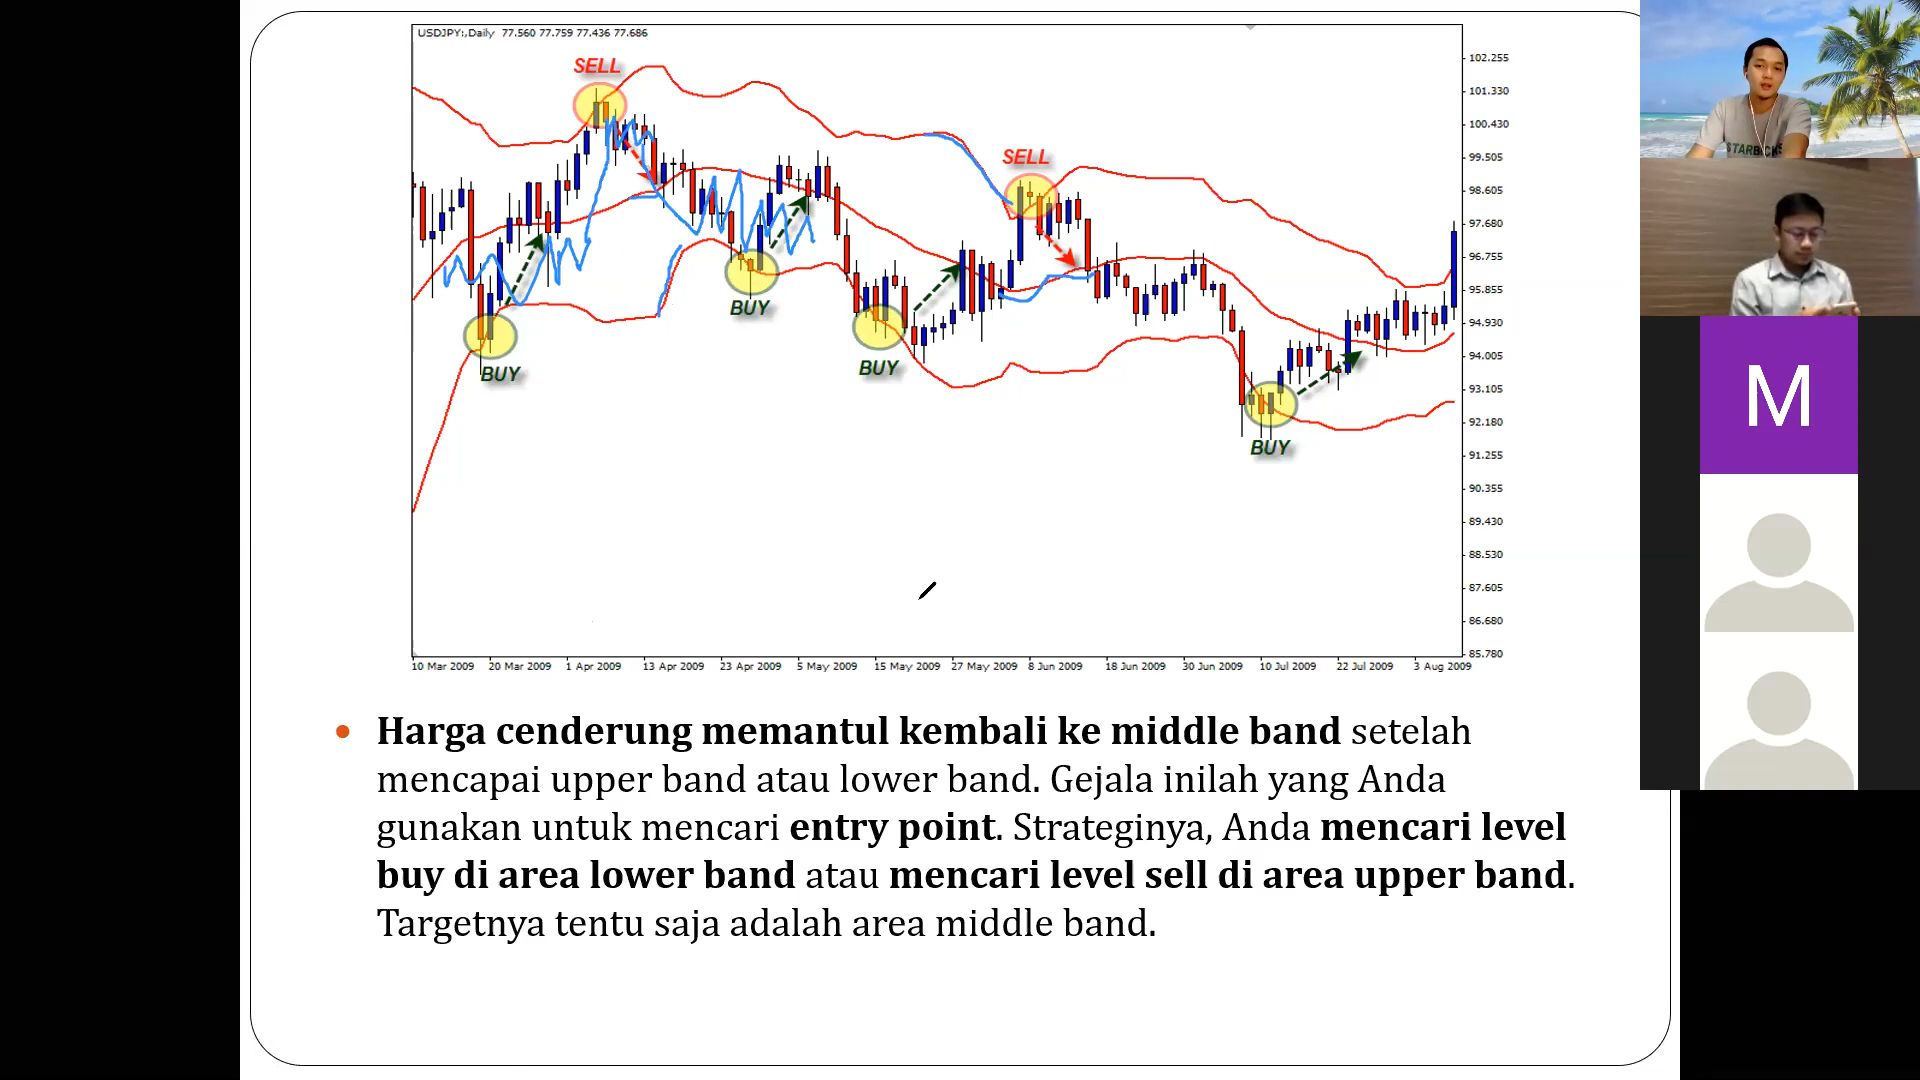 USDJPY:,Daily 77.560 77.759 77.436 77.686
SELL
SELL
BUY
BUY
BUY
BUY
102.255
101.330
100.430
99.505
98.605
97.680
96.755
95.855
94.930
94.005
93.105
92.180
91.255
90.355
89.430
88.530
87.605
86.680
85.780
10 Mar 2009 20 Mar 2009 1 Apr 2009 13 Apr 2009 23 Apr 2009 5 May 2009 15 May 2009 27 May 2009 8 Jun 2009 18 Jun 2009 30 Jun 2009 10 Jul 2009 22 Jul 2009 3 Aug 2009
• Harga cenderung memantul kembali ke middle band setelah
mencapai upper band atau lower band. Gejala inilah yang Anda
gunakan untuk mencari entry point. Strateginya, Anda mencari level
buy di area lower band atau mencari level sell di area upper band.
Targetnya tentu saja adalah area middle band.
STARBUCKS
M